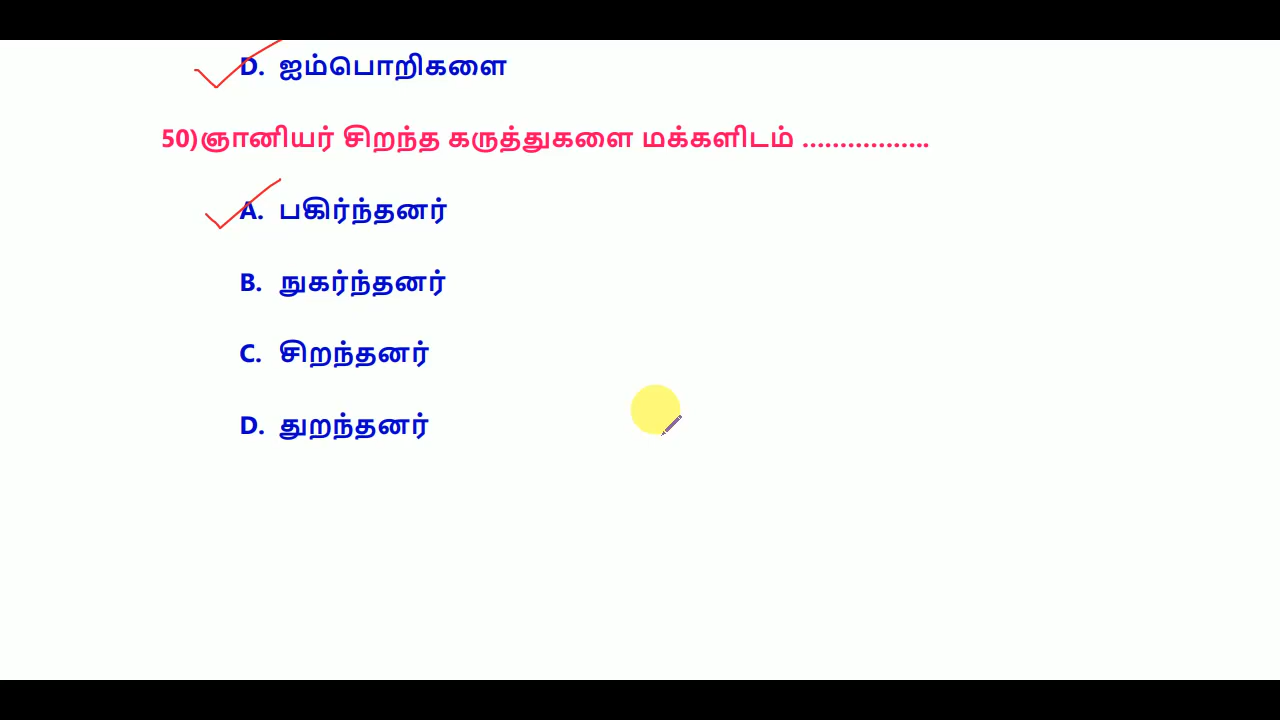 D. ஐம்பொறிகளை
50)ஞானியர் சிறந்த கருத்துகளை மக்களிடம் .................
A. பகிர்ந்தனர்
B. நுகர்ந்தனர்
C. சிறந்தனர்
D. துறந்தனர்